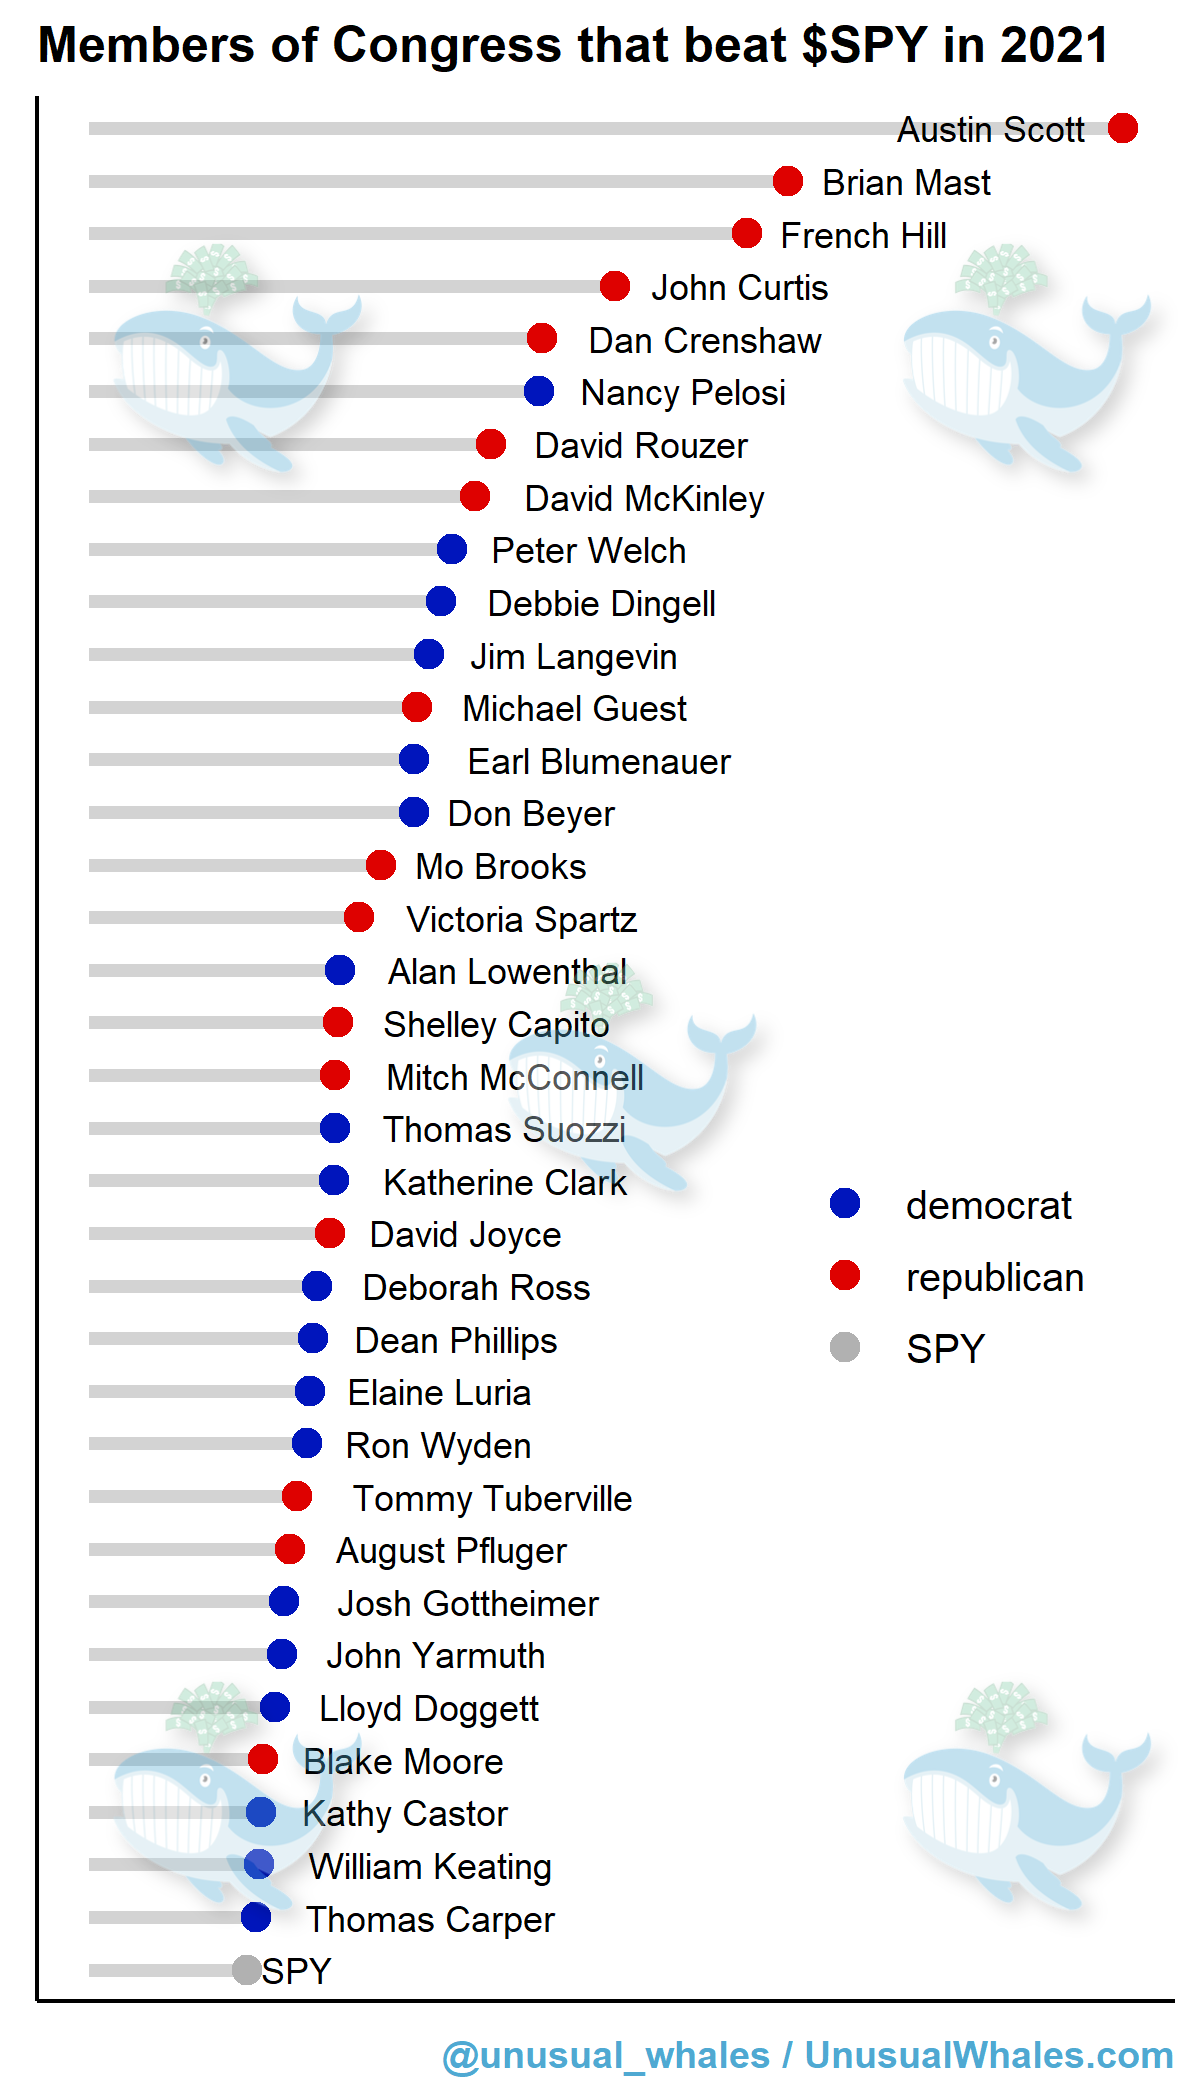 Members of Congress that beat $SPY in 2021
Austin Scott
Brian Mast
French Hill
John Curtis
Dan Crenshaw
Nancy Pelosi
David Rouzer
David McKinley
Peter Welch
Debbie Dingell
Jim Langevin
Michael Guest
Earl Blumenauer
Don Beyer
Mo Brooks
Victoria Spartz
Alan Lowenthal
Shelley Capito
Mitch McConnell
Thomas Suozzi
Katherine Clark
David Joyce
Deborah Ross
Dean Phillips
Elaine Luria
Ron Wyden
Tommy Tuberville
August Pfluger
Josh Gottheimer
John Yarmuth
Lloyd Doggett
Blake Moore
Kathy Castor
William Keating
Thomas Carper
SPY
democrat
republican
SPY
@unusual_whales / UnusualWhales.com